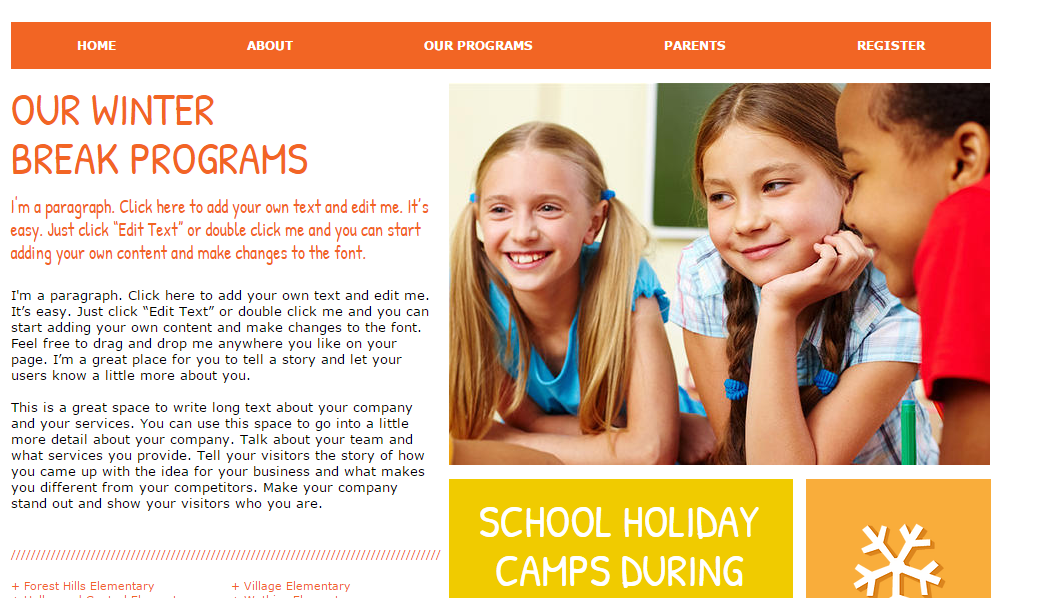 HOME ABOUT OUR PROGRAMS PARENTS REGISTER
OUR WINTER
BREAK PROGRAMS
I'm a paragraph. Click here to add your own text and edit me. It's
easy. Just click “Edit Text” or double click me and you can start
adding your own content and make changes to the font.
I'm a paragraph. Click here to add your own text and edit me.
It’s easy. Just click “Edit Text” or double click me and you can
start adding your own content and make changes to the font.
Feel free to drag and drop me anywhere you like on your
page. I’m a great place for you to tell a story and let your
users know a little more about you.
This is a great space to write long text about your company
and your services. You can use this space to go into a little
more detail about your company. Talk about your team and
what services you provide. Tell your visitors the story of how
you came up with the idea for your business and what makes
you different from your competitors. Make your company
stand out and show your visitors who you are.
//////////////////////////////////////////////////////////////////////////////////////
+ Forest Hills Elementary + Village Elementary
SCHOOL HOLIDAY
CAMPS DURING